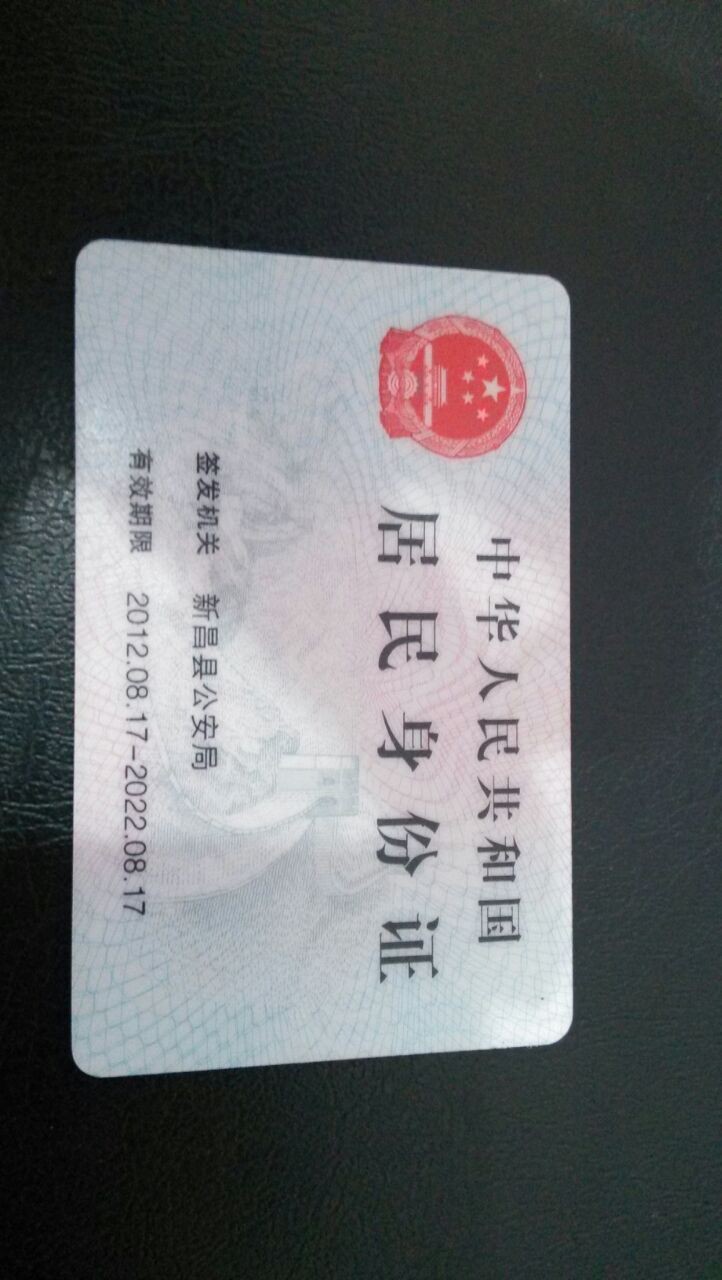 中华人民共和国
居民身份证
签发机关 新昌县公安局
有效期限 2012.08.17-2022.08.17